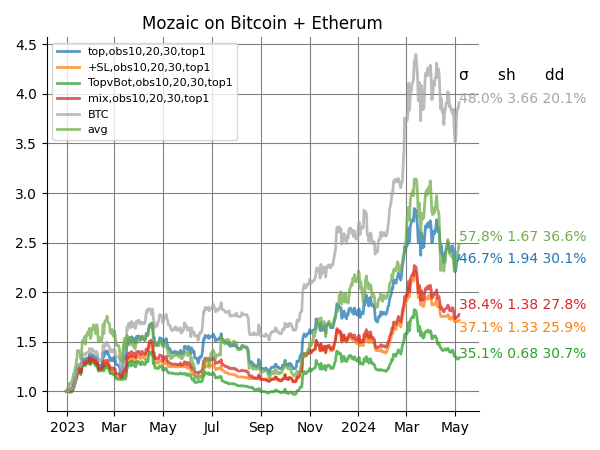 Mozaic on Bitcoin + Etherum
top,obs10,20,30,top1
+SL,obs10,20,30,top1
TopvBot,obs10,20,30,top1
mix,obs10,20,30,top1
BTC
avg
σ sh dd
48.0% 3.66 20.1%
57.8% 1.67 36.6%
46.7% 1.94 30.1%
38.4% 1.38 27.8%
37.1% 1.33 25.9%
35.1% 0.68 30.7%
4.5
4.0
3.5
3.0
2.5
2.0
1.5
1.0
2023 Mar May Jul Sep Nov 2024 Mar May